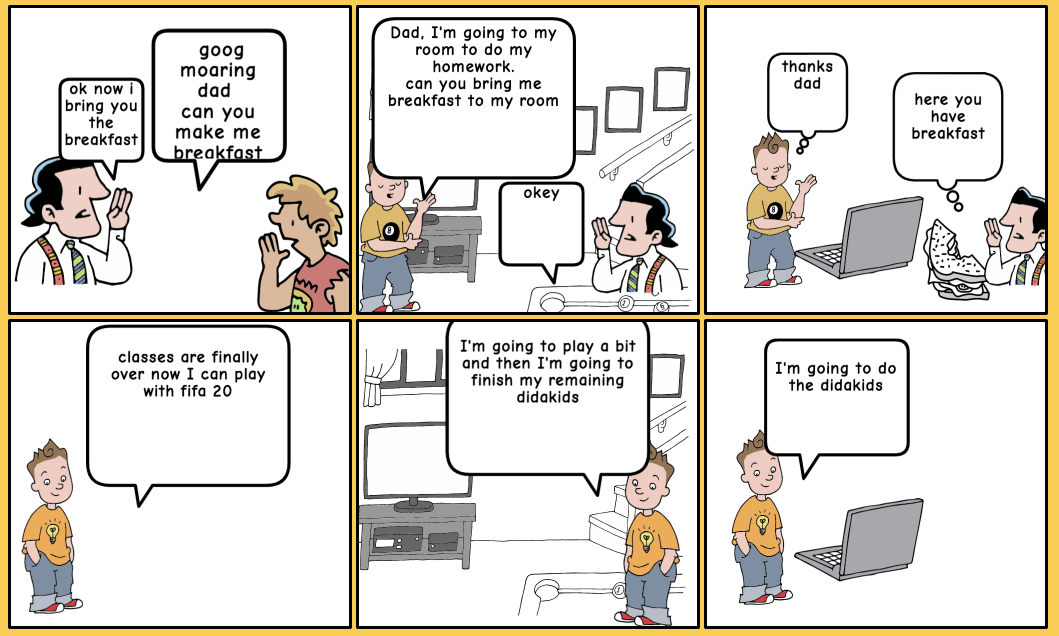 goog
moaring
dad
can you
make me
breakfast
ok now i
bring you
the
breakfast
Dad, I'm going to my
room to do my
homework.
can you bring me
breakfast to my room
8
okey
thanks
dad
8
here you
have
breakfast
classes are finally
over now I can play
with fifa 20
I'm going to play a bit
and then I'm going to
finish my remaining
didakids
I'm going to do
the didakids